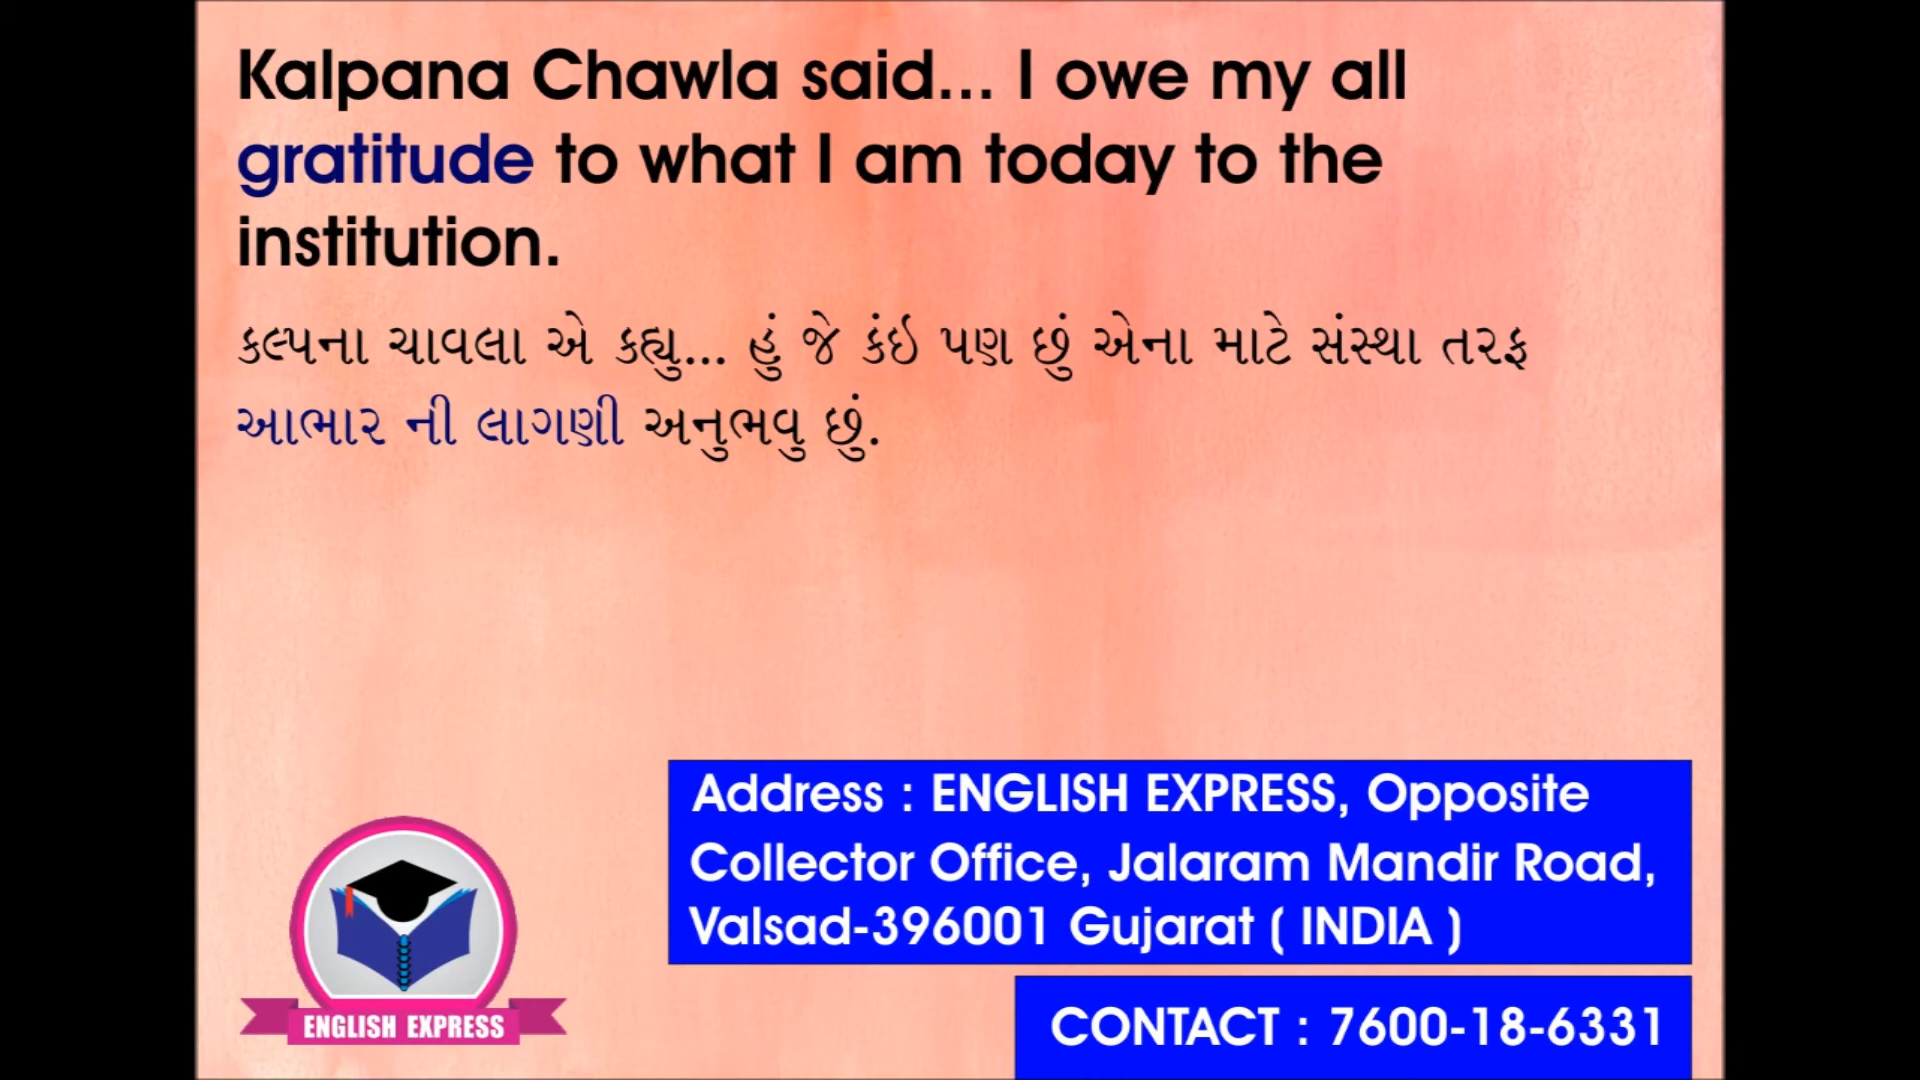 Kalpana Chawla said... I owe my all
gratitude to what I am today to the
institution.
કલ્પના ચાવલા એ કહ્યુ... હું જે કંઇ પણ છું એના માટે સંસ્થા તરફ
આભાર ની લાગણી અનુભવુ છું.
Address : ENGLISH EXPRESS, Opposite
Collector Office, Jalaram Mandir Road,
Valsad-396001 Gujarat ( INDIA )
ENGLISH EXPRESS
CONTACT : 7600-18-6331